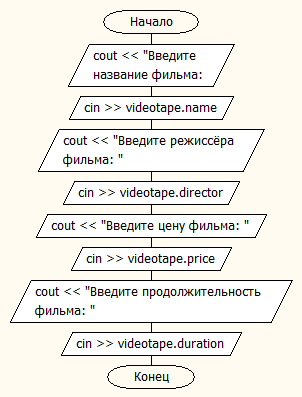 Начало
cout << "Введите
название фильма:
cin >> videotape.name
cout << "Введите режиссёра
фильма: "
cin >> videotape.director
cout << "Введите цену фильма: "
cin >> videotape.price
cout << "Введите продолжительность
фильма: "
cin >> videotape.duration
Конец